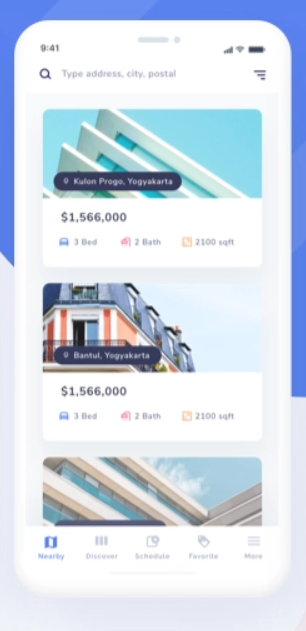 9:41
Type address, city, postal
Kulon Progo, Yogyakarta
$1,566,000
3 Bed 2 Bath 2100 sqft
Bantul, Yogyakarta
$1,566,000
3 Bed 2 Bath 2100 sqft
Nearby Discover Schedule Favorite More